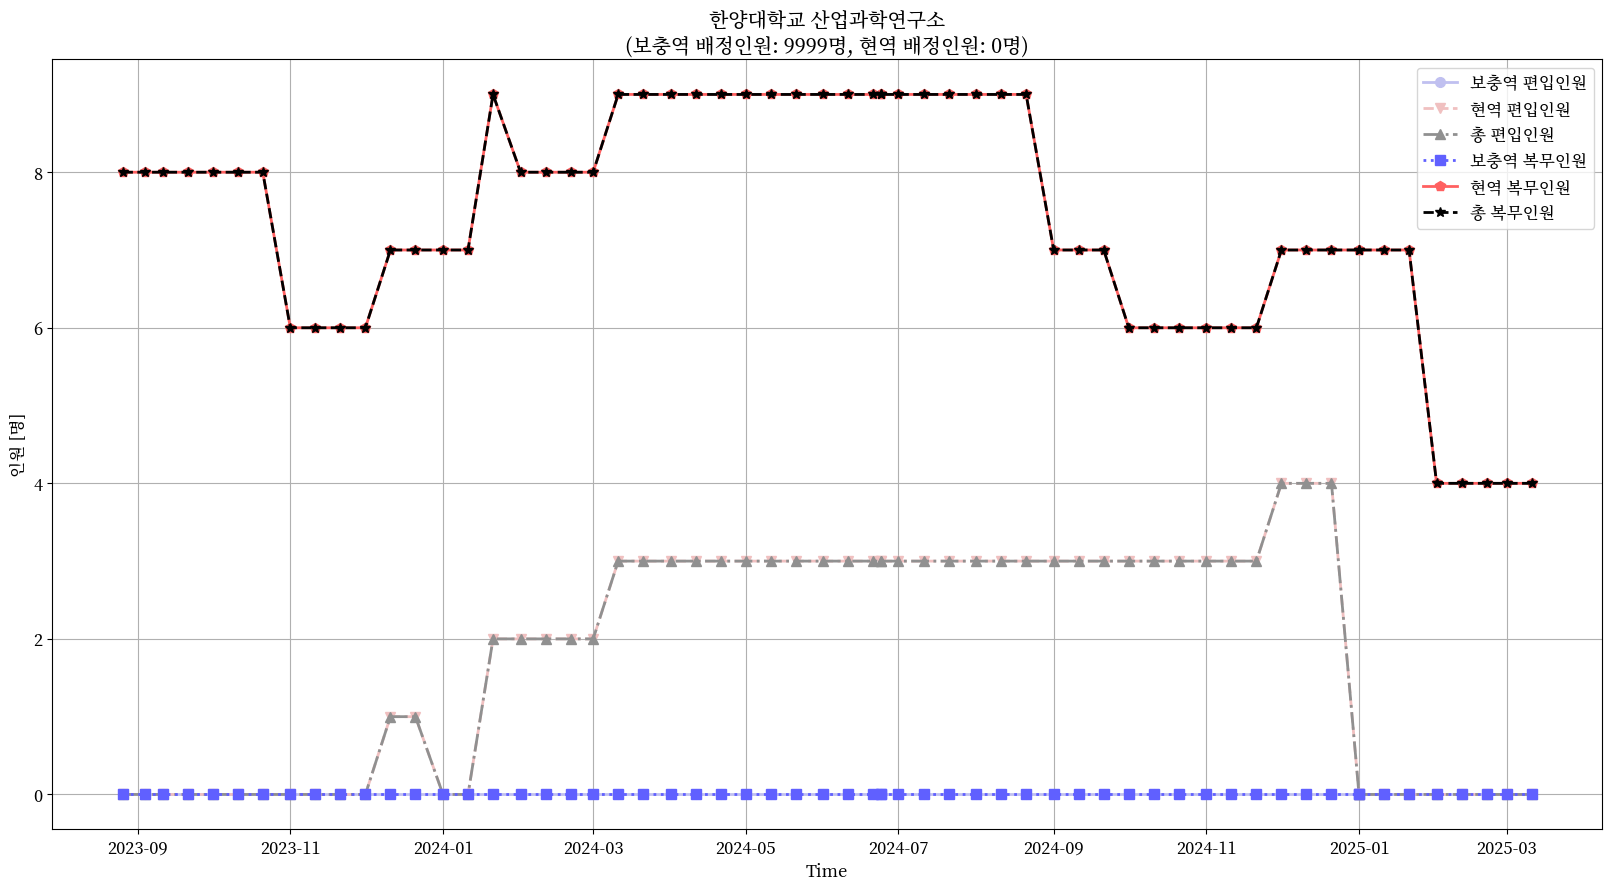 한양대학교 산업과학연구소
(보충역 배정인원: 9999명, 현역 배정인원: 0명)
보충역 편입인원
현역 편입인원
총 편입인원
보충역 복무인원
현역 복무인원
총 복무인원
인원 [명]
8
6
4
2
0
2023-09
2023-11
2024-01
2024-03
2024-05
2024-07
2024-09
2024-11
2025-01
2025-03
Time